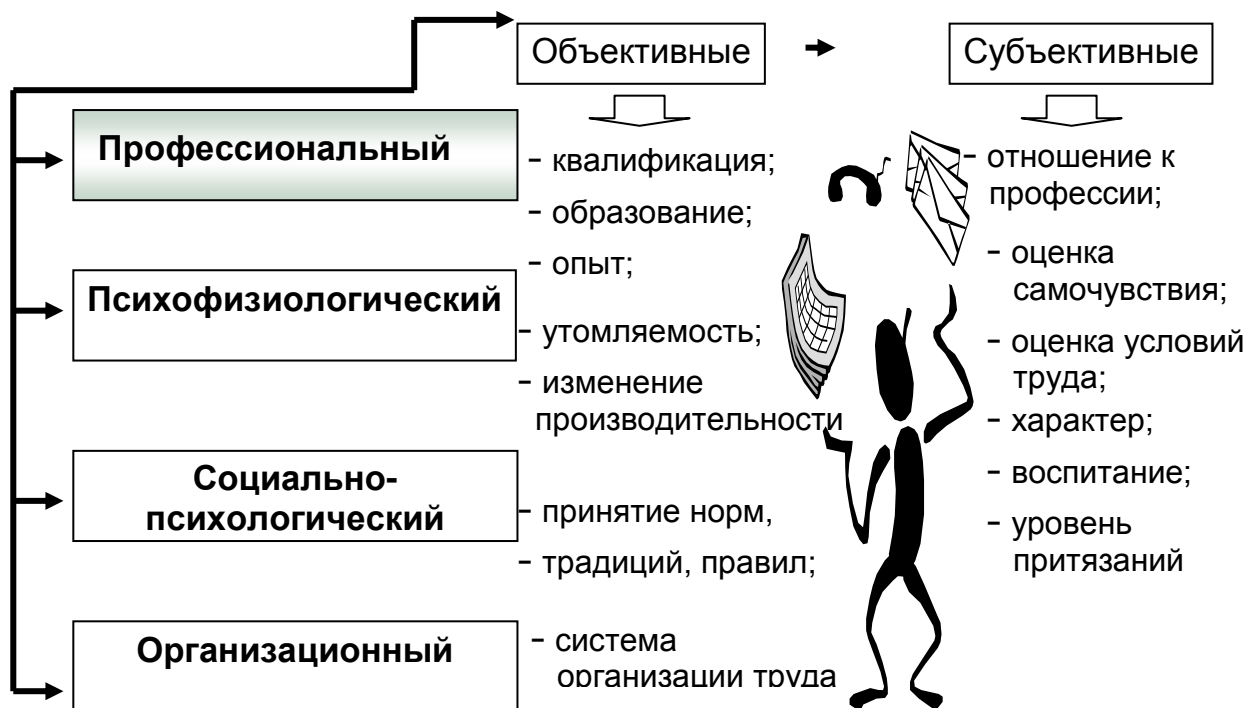 Объективные
Субъективные
Профессиональный
Психофизиологический
Социально-
психологический
Организационный
- квалификация;
- образование;
- опыт;
- утомляемость;
- изменение
производительности
- принятие норм,
- традиций, правил;
- система
организации труда
- отношение к
профессии;
- оценка
самочувствия;
- оценка условий
труда;
- характер;
- воспитание;
- уровень
притязаний